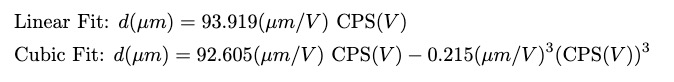 Linear Fit: d(μm) = 93.919(μm/V) CPS(V)
Cubic Fit: d(μm) = 92.605(μm/V) CPS(V) − 0.215(μm/V)³(CPS(V))³